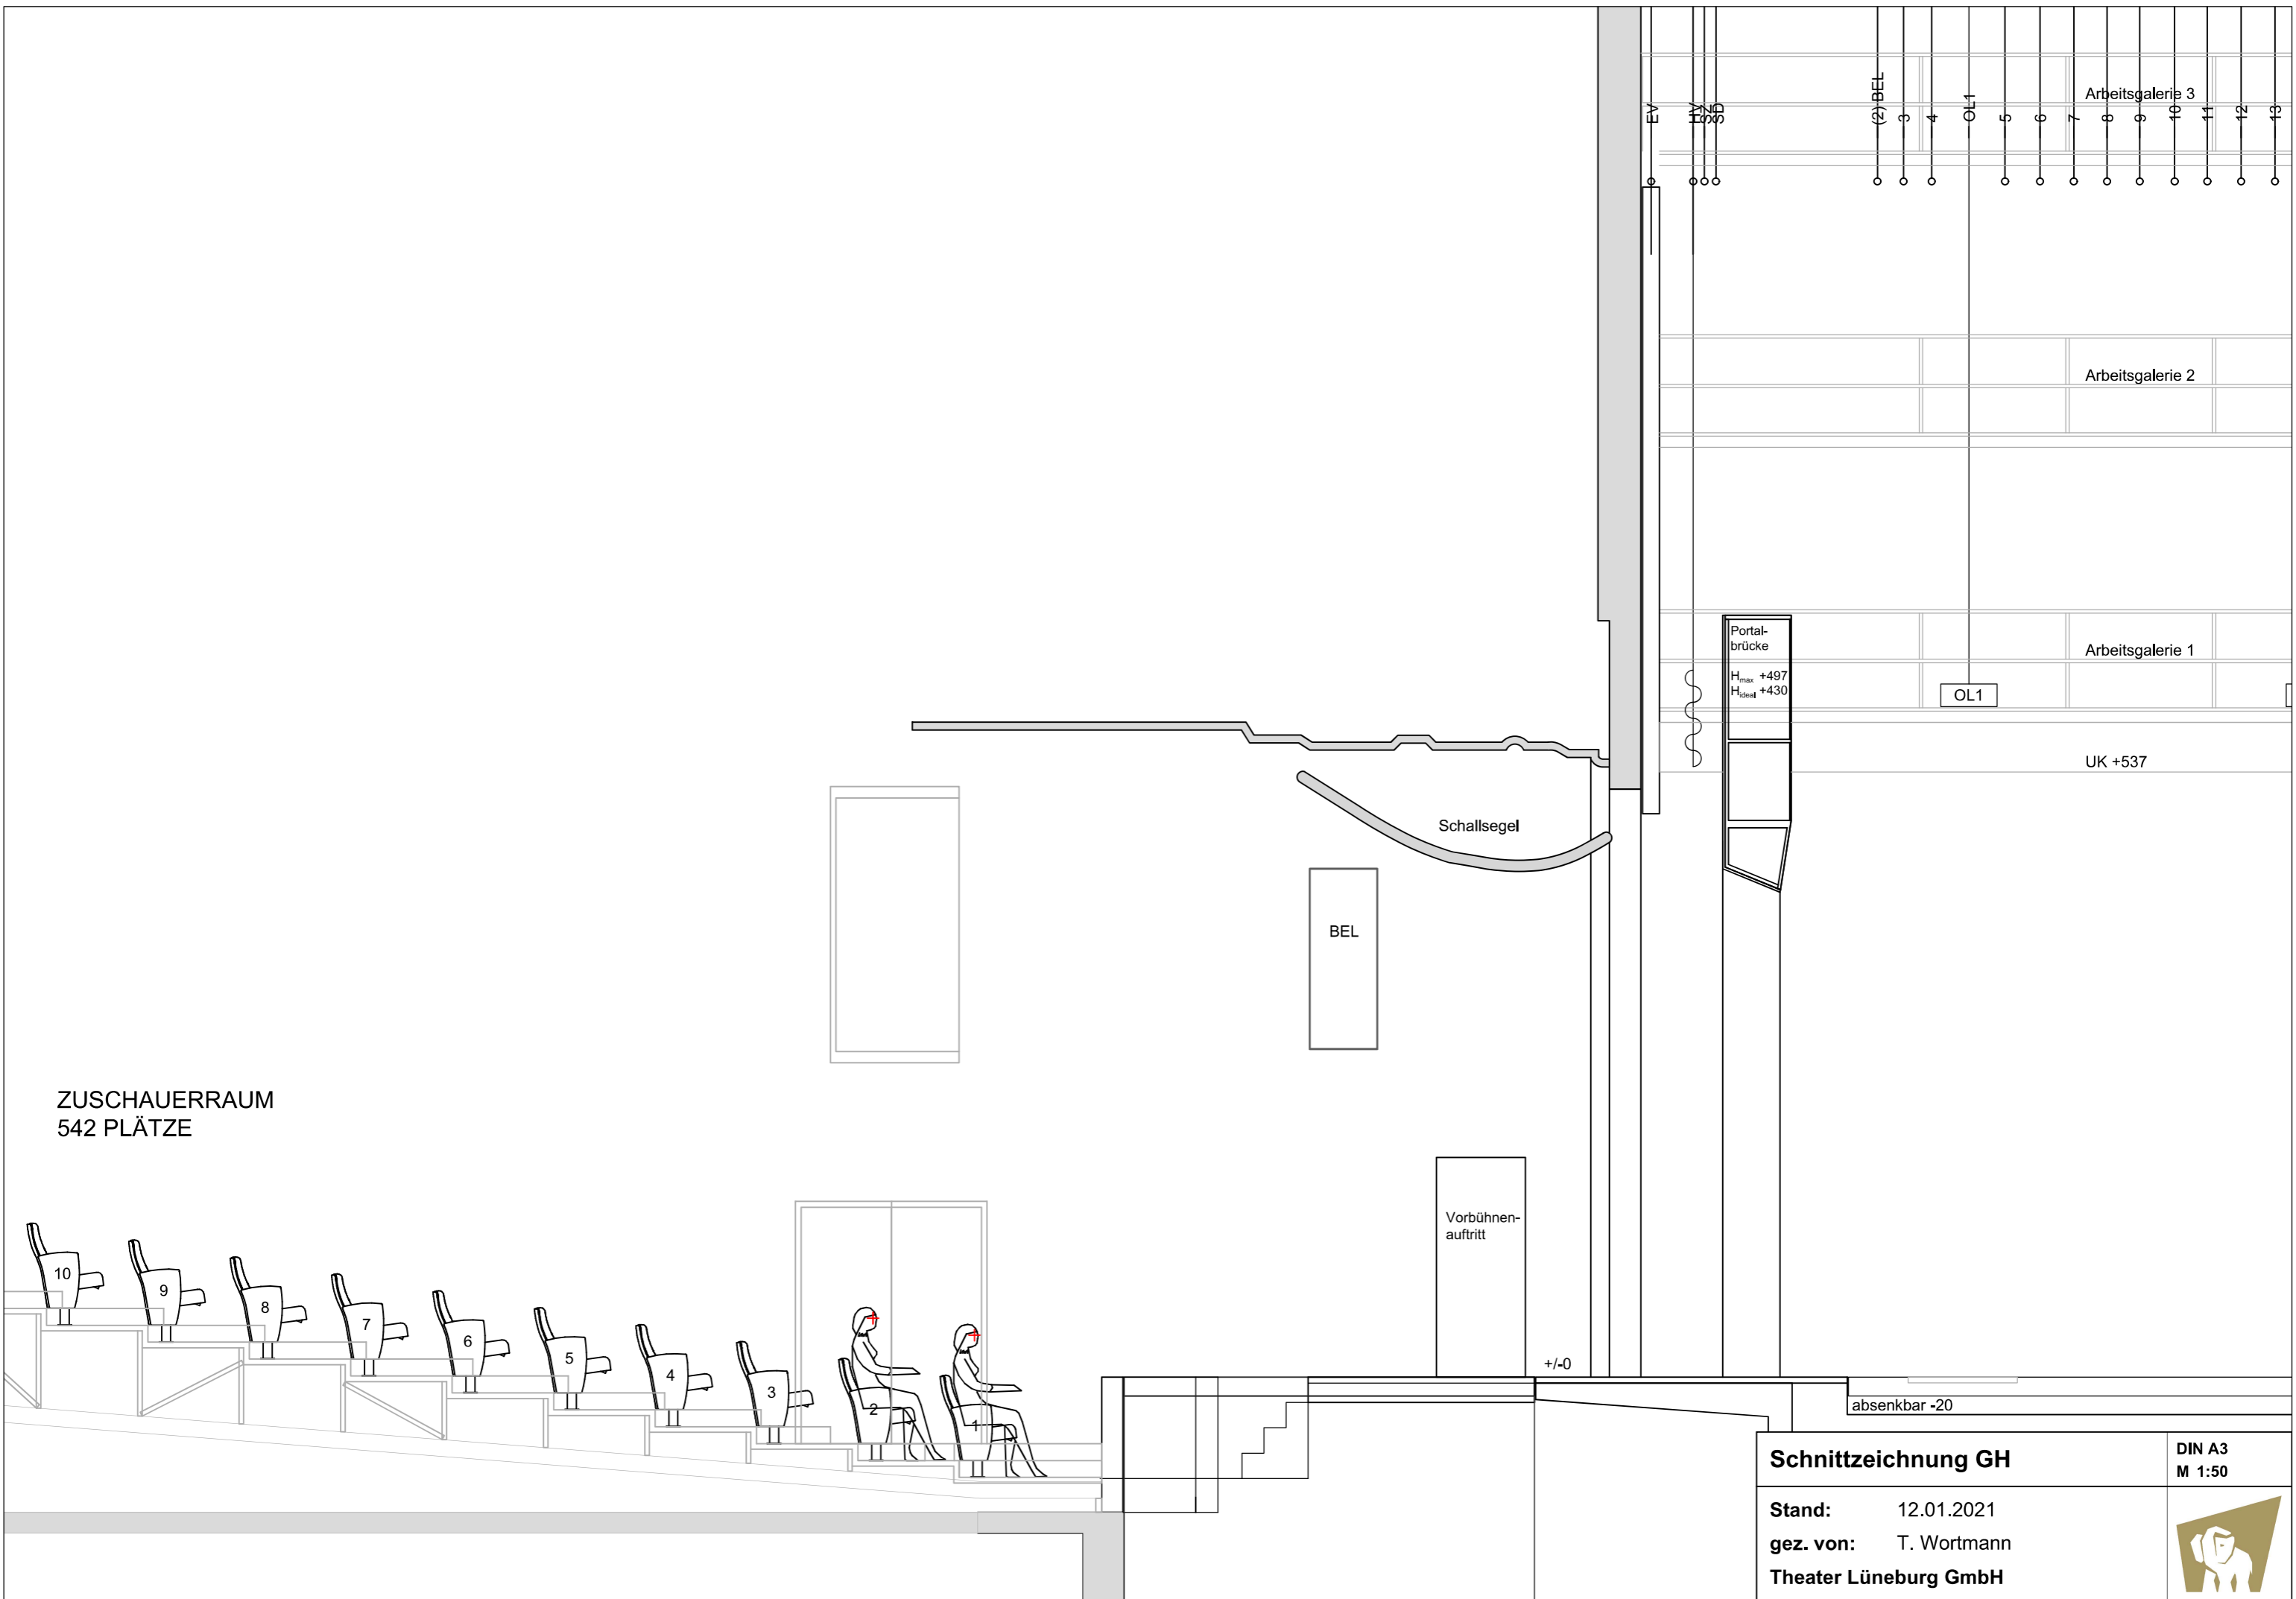 EV
HV
SZ
SD
(2) BEL
3
4
OL1
5
6
7
8
9
10
11
12
13
Arbeitsgalerie 3
Arbeitsgalerie 2
Arbeitsgalerie 1
Portal-
brücke
Hmax +497
Hideal +430
OL1
UK +537
Schallsegel
BEL
ZUSCHAUERRAUM
542 PLÄTZE
Vorbühnen-
auftritt
10
9
8
7
6
5
4
3
2
1
+/-0
absenkbar -20
Schnittzeichnung GH
DIN A3
M 1:50
Stand: 12.01.2021
gez. von: T. Wortmann
Theater Lüneburg GmbH